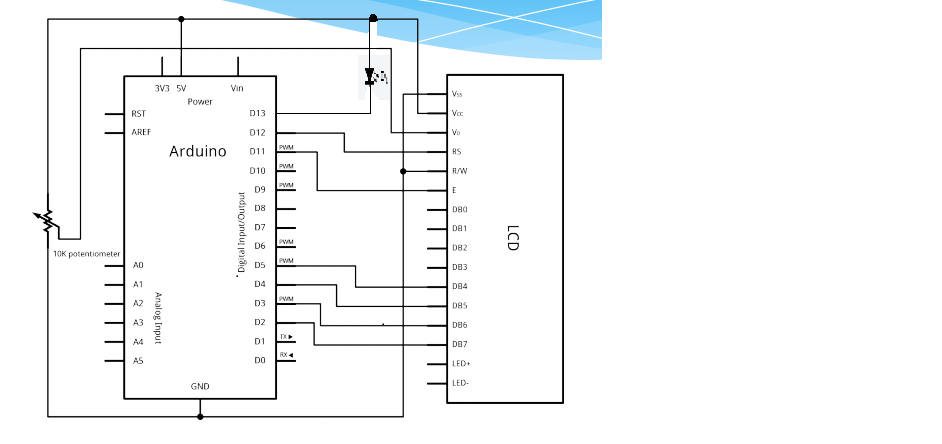 3V3 5V Vin
Power
RST
AREF
Arduino
10K potentiometer
A0
A1
A2
A3
A4
A5
Analog Input
GND
D13
D12
D11 PWM
D10 PWM
D9 PWM
D8
D7
D6 PWM
D5 PWM
D4
D3 PWM
D2
D1 TX ▶
D0 RX ◀
Digital Input/Output
Vss
Vcc
V0
RS
R/W
E
DB0
DB1
DB2
DB3
DB4
DB5
DB6
DB7
LED+
LED-
LCD